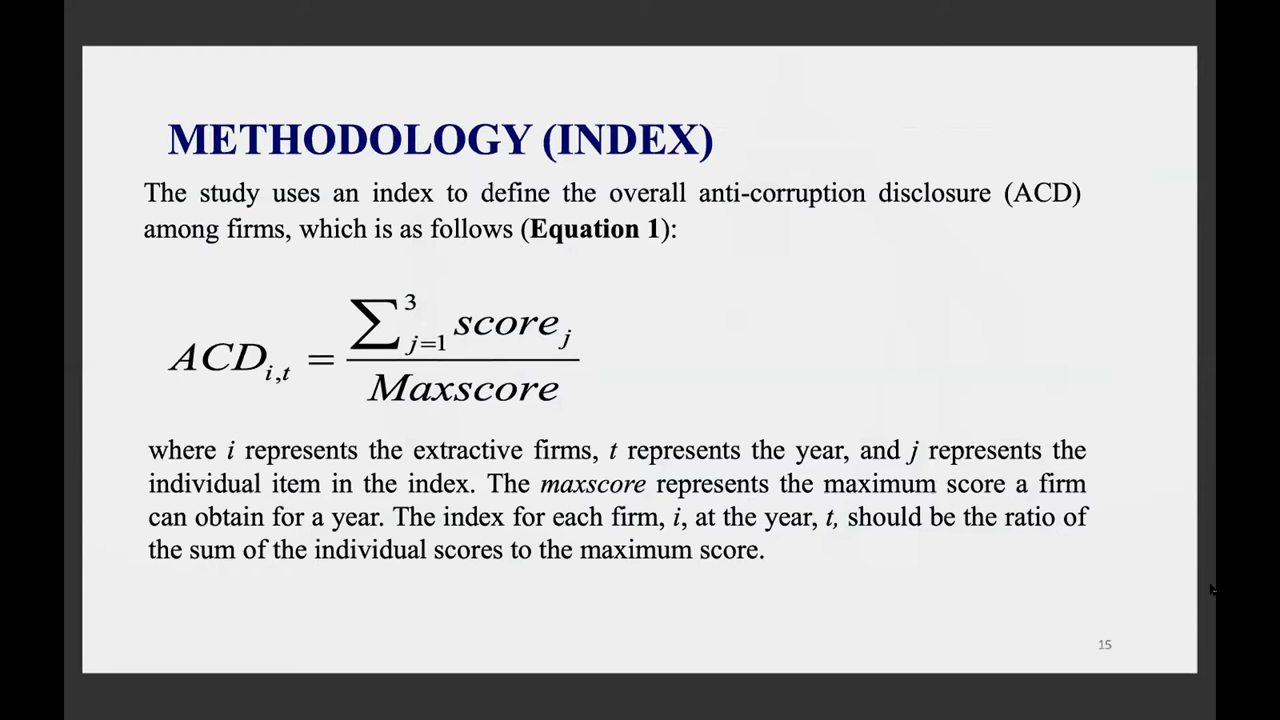 METHODOLOGY (INDEX)
The study uses an index to define the overall anti-corruption disclosure (ACD)
among firms, which is as follows (Equation 1):
ACD_{i,t} = \frac{\sum_{j=1}^{3} score_j}{Maxscore}
where i represents the extractive firms, t represents the year, and j represents the
individual item in the index. The maxscore represents the maximum score a firm
can obtain for a year. The index for each firm, i, at the year, t, should be the ratio of
the sum of the individual scores to the maximum score.
15